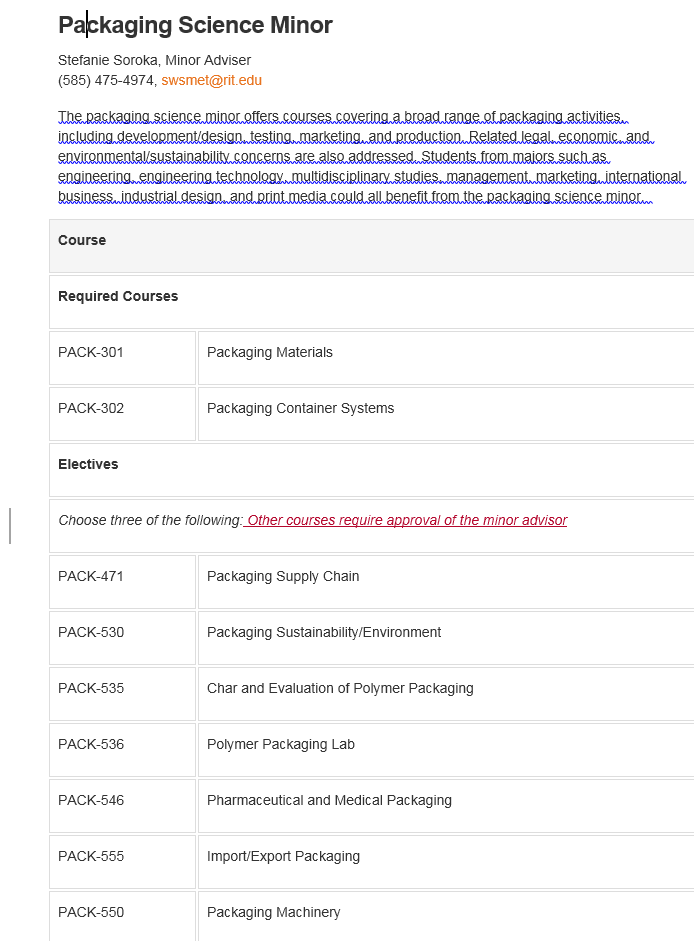 Packaging Science Minor
Stefanie Soroka, Minor Adviser
(585) 475-4974, swsmet@rit.edu
The packaging science minor offers courses covering a broad range of packaging activities,
including development/design, testing, marketing, and production. Related legal, economic, and
environmental/sustainability concerns are also addressed. Students from majors such as
engineering, engineering technology, multidisciplinary studies, management, marketing, international
business, industrial design, and print media could all benefit from the packaging science minor.
Course
Required Courses
PACK-301 Packaging Materials
PACK-302 Packaging Container Systems
Electives
Choose three of the following: Other courses require approval of the minor advisor
PACK-471 Packaging Supply Chain
PACK-530 Packaging Sustainability/Environment
PACK-535 Char and Evaluation of Polymer Packaging
PACK-536 Polymer Packaging Lab
PACK-546 Pharmaceutical and Medical Packaging
PACK-555 Import/Export Packaging
PACK-550 Packaging Machinery